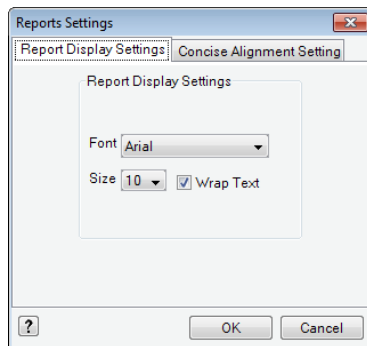 Reports Settings
Report Display Settings Concise Alignment Setting
Report Display Settings
Font Arial
Size 10 Wrap Text
? OK Cancel